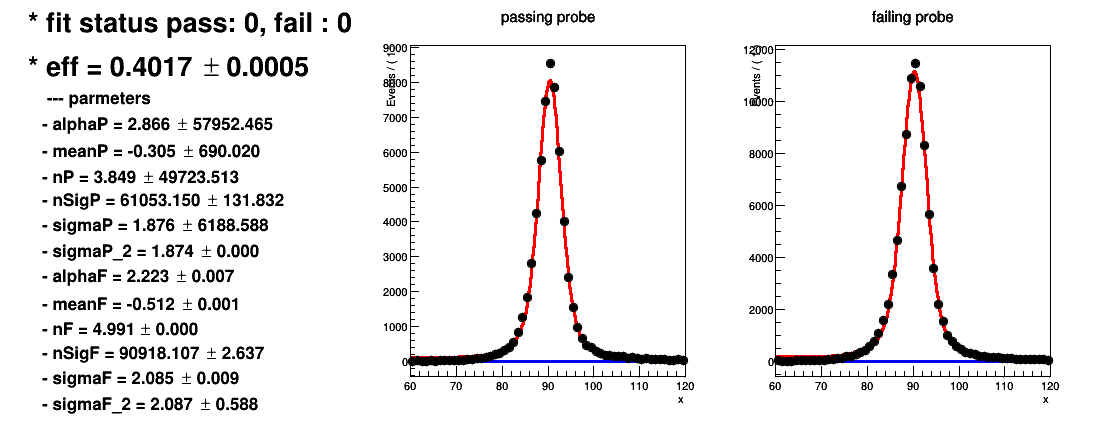 * fit status pass: 0, fail : 0
* eff = 0.4017 ± 0.0005
--- parmeters
- alphaP = 2.866 ± 57952.465
- meanP = -0.305 ± 690.020
- nP = 3.849 ± 49723.513
- nSigP = 61053.150 ± 131.832
- sigmaP = 1.876 ± 6188.588
- sigmaP_2 = 1.874 ± 0.000
- alphaF = 2.223 ± 0.007
- meanF = -0.512 ± 0.001
- nF = 4.991 ± 0.000
- nSigF = 90918.107 ± 2.637
- sigmaF = 2.085 ± 0.009
- sigmaF_2 = 2.087 ± 0.588
passing probe
Events / ( 1
9000
8000
7000
6000
5000
4000
3000
2000
1000
0
60 70 80 90 100 110 120
x
failing probe
Events / ( 1
12000
10000
8000
6000
4000
2000
0
60 70 80 90 100 110 120
x